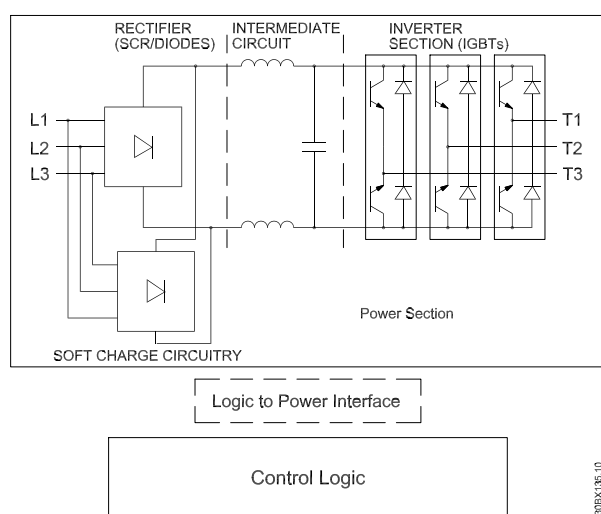 RECTIFIER
(SCR/DIODES)
INTERMEDIATE
CIRCUIT
INVERTER
SECTION (IGBTs)
L1
L2
L3
T1
T2
T3
Power Section
SOFT CHARGE CIRCUITRY
Logic to Power Interface
Control Logic